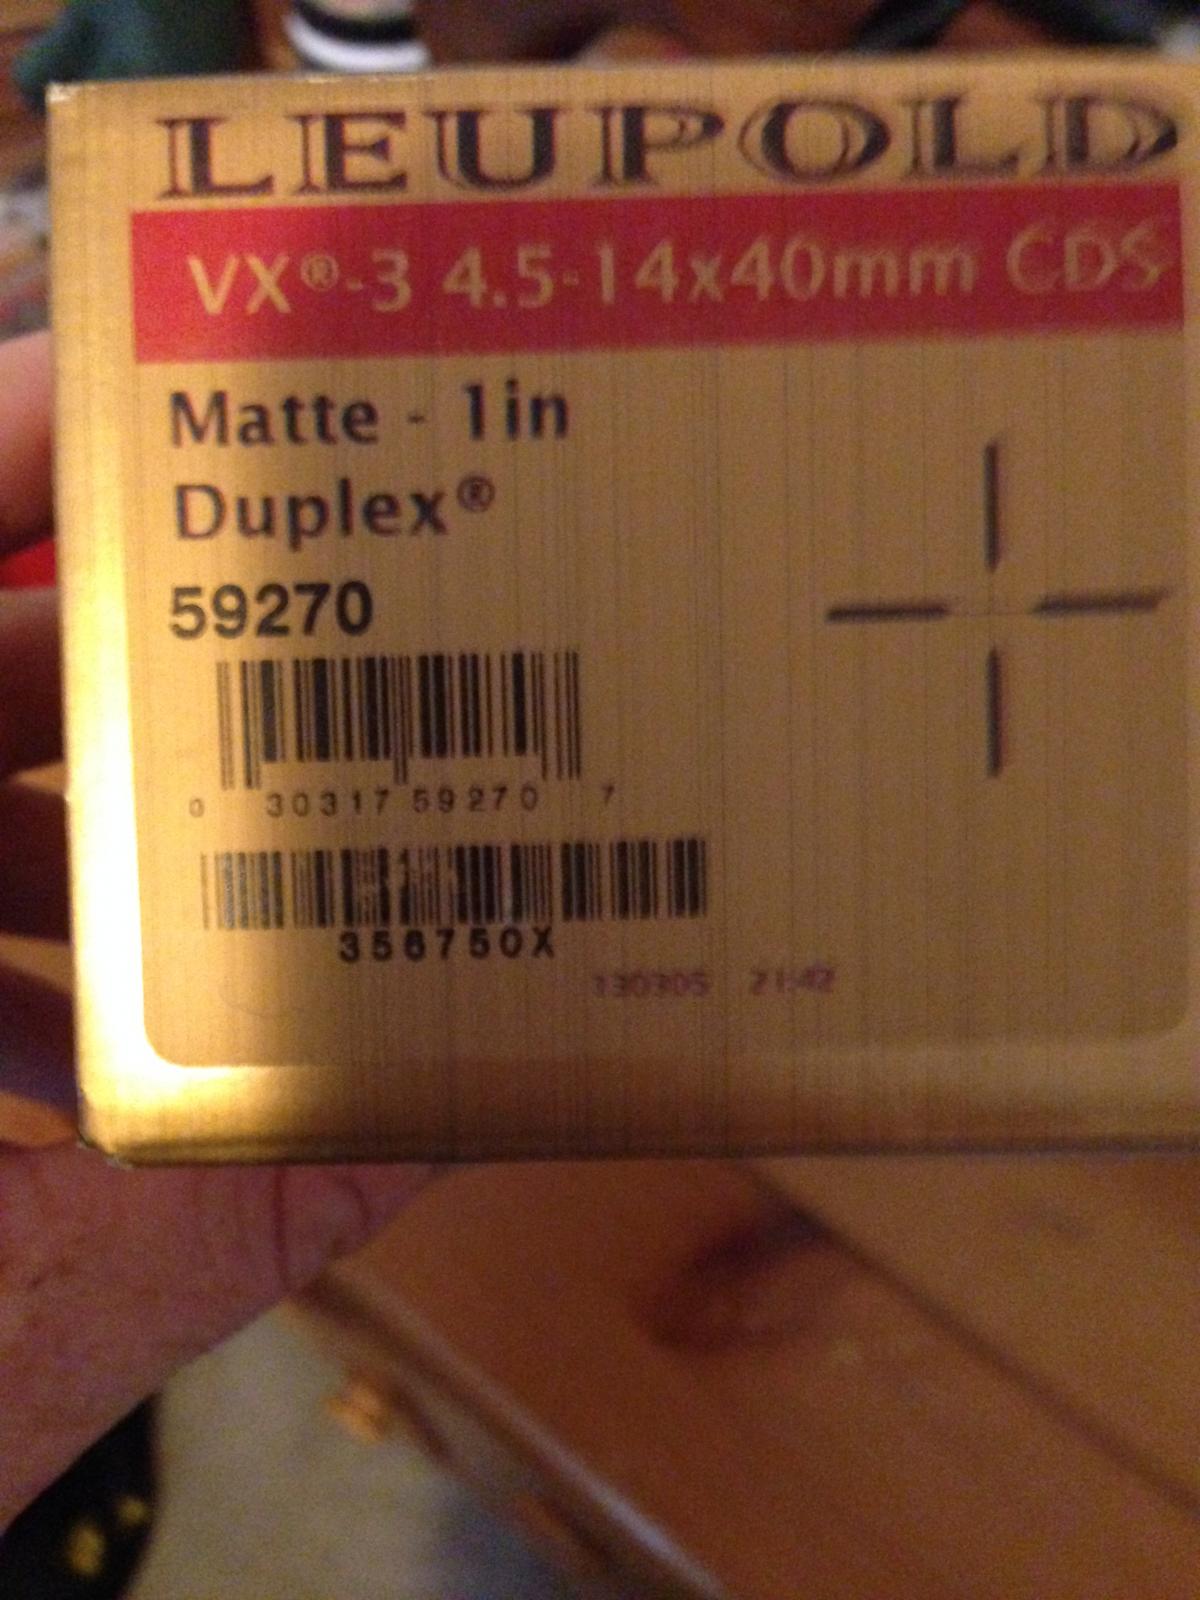 LEUPOLD
VX®-3 4.5-14x40mm CDS
Matte - 1in
Duplex®
59270
0 30317 59270 7
356750X
130305 21:42